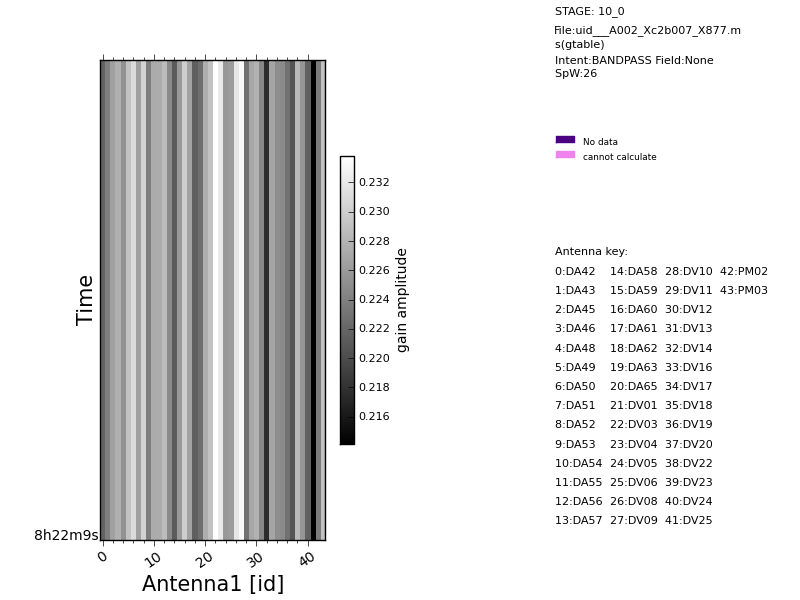 STAGE: 10_0
File:uid___A002_Xc2b007_X877.m
s(gtable)
Intent:BANDPASS Field:None
SpW:26
No data
cannot calculate
0.232
0.230
0.228
0.226
0.224
0.222
0.220
0.218
0.216
gain amplitude
Time
8h22m9s
0 10 20 30 40
Antenna1 [id]
Antenna key:
0:DA42 14:DA58 28:DV10 42:PM02
1:DA43 15:DA59 29:DV11 43:PM03
2:DA45 16:DA60 30:DV12
3:DA46 17:DA61 31:DV13
4:DA48 18:DA62 32:DV14
5:DA49 19:DA63 33:DV16
6:DA50 20:DA65 34:DV17
7:DA51 21:DV01 35:DV18
8:DA52 22:DV03 36:DV19
9:DA53 23:DV04 37:DV20
10:DA54 24:DV05 38:DV22
11:DA55 25:DV06 39:DV23
12:DA56 26:DV08 40:DV24
13:DA57 27:DV09 41:DV25